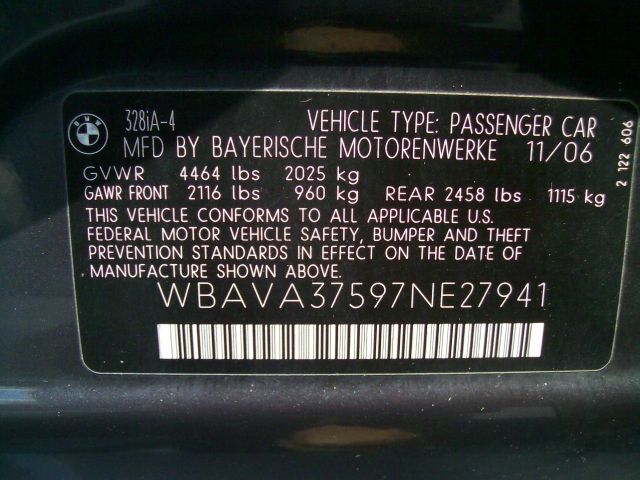 BMW
328iA-4 VEHICLE TYPE: PASSENGER CAR
MFD BY BAYERISCHE MOTORENWERKE 11/06
GVWR 4464 lbs 2025 kg
GAWR FRONT 2116 lbs 960 kg REAR 2458 lbs 1115 kg
THIS VEHICLE CONFORMS TO ALL APPLICABLE U.S.
FEDERAL MOTOR VEHICLE SAFETY, BUMPER AND THEFT
PREVENTION STANDARDS IN EFFECT ON THE DATE OF
MANUFACTURE SHOWN ABOVE.
WBAVA37597NE27941
2 122 606